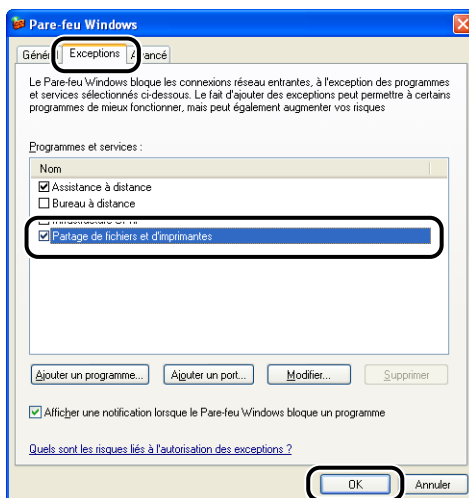 Pare-feu Windows
Général Exceptions Avancé
Le Pare-feu Windows bloque les connexions réseau entrantes, à l'exception des programmes
et services sélectionnés ci-dessous. Le fait d'ajouter des exceptions peut permettre à certains
programmes de mieux fonctionner, mais peut également augmenter vos risques
Programmes et services :
Nom
Assistance à distance
Bureau à distance
Partage de fichiers et d'imprimantes
Ajouter un programme... Ajouter un port... Modifier... Supprimer
Afficher une notification lorsque le Pare-feu Windows bloque un programme
Quels sont les risques liés à l'autorisation des exceptions ?
OK Annuler